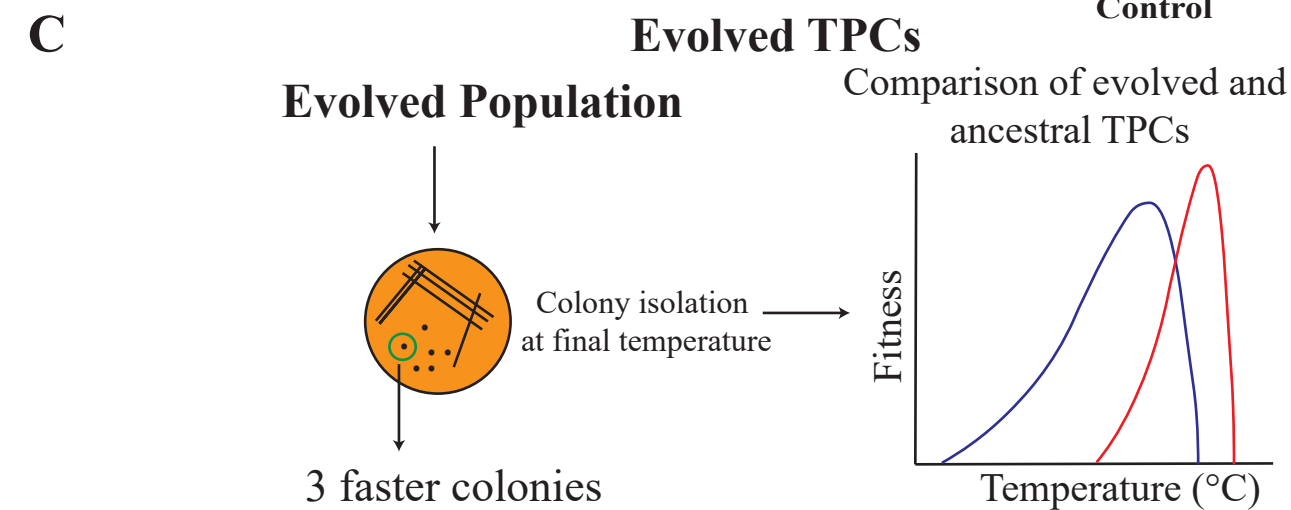 Control
C
Evolved TPCs
Evolved Population
Comparison of evolved and
ancestral TPCs
Colony isolation
at final temperature
Fitness
3 faster colonies
Temperature (°C)